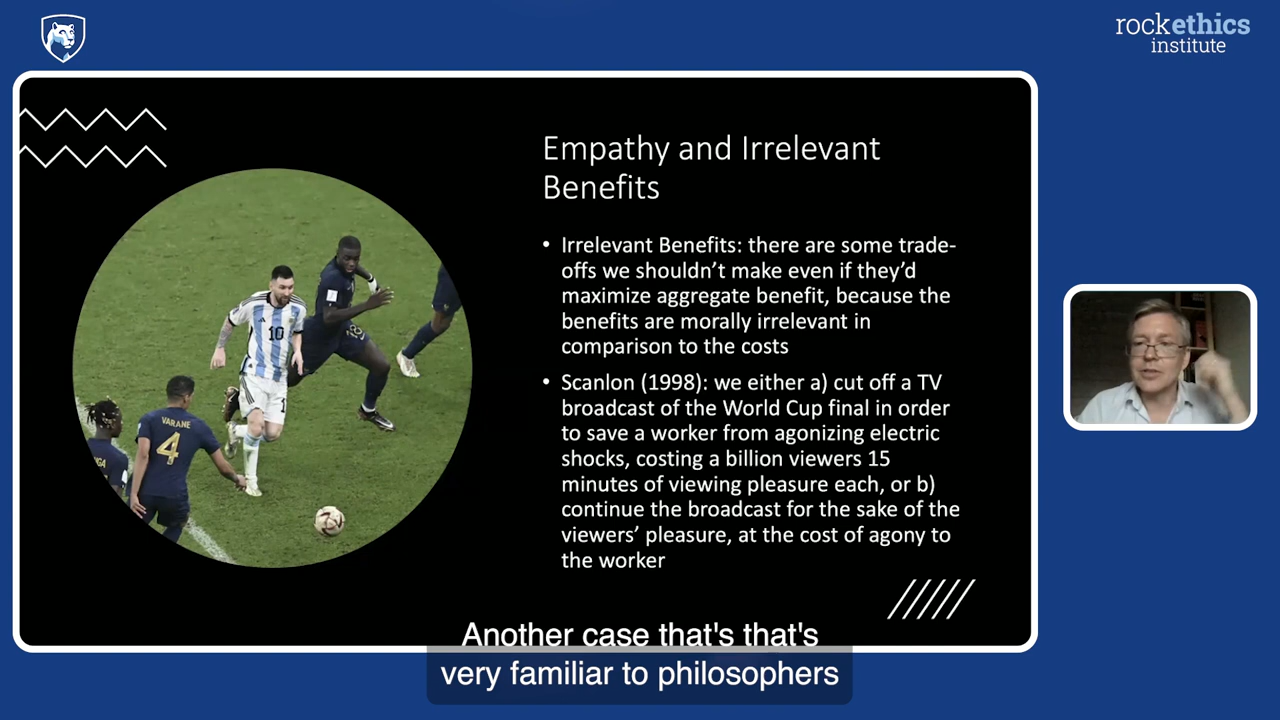 rockethics
institute
Empathy and Irrelevant
Benefits
• Irrelevant Benefits: there are some trade-
offs we shouldn't make even if they'd
maximize aggregate benefit, because the
benefits are morally irrelevant in
comparison to the costs
• Scanlon (1998): we either a) cut off a TV
broadcast of the World Cup final in order
to save a worker from agonizing electric
shocks, costing a billion viewers 15
minutes of viewing pleasure each, or b)
continue the broadcast for the sake of the
viewers' pleasure, at the cost of agony to
the worker
10
VARANE
4
Another case that's that's
very familiar to philosophers